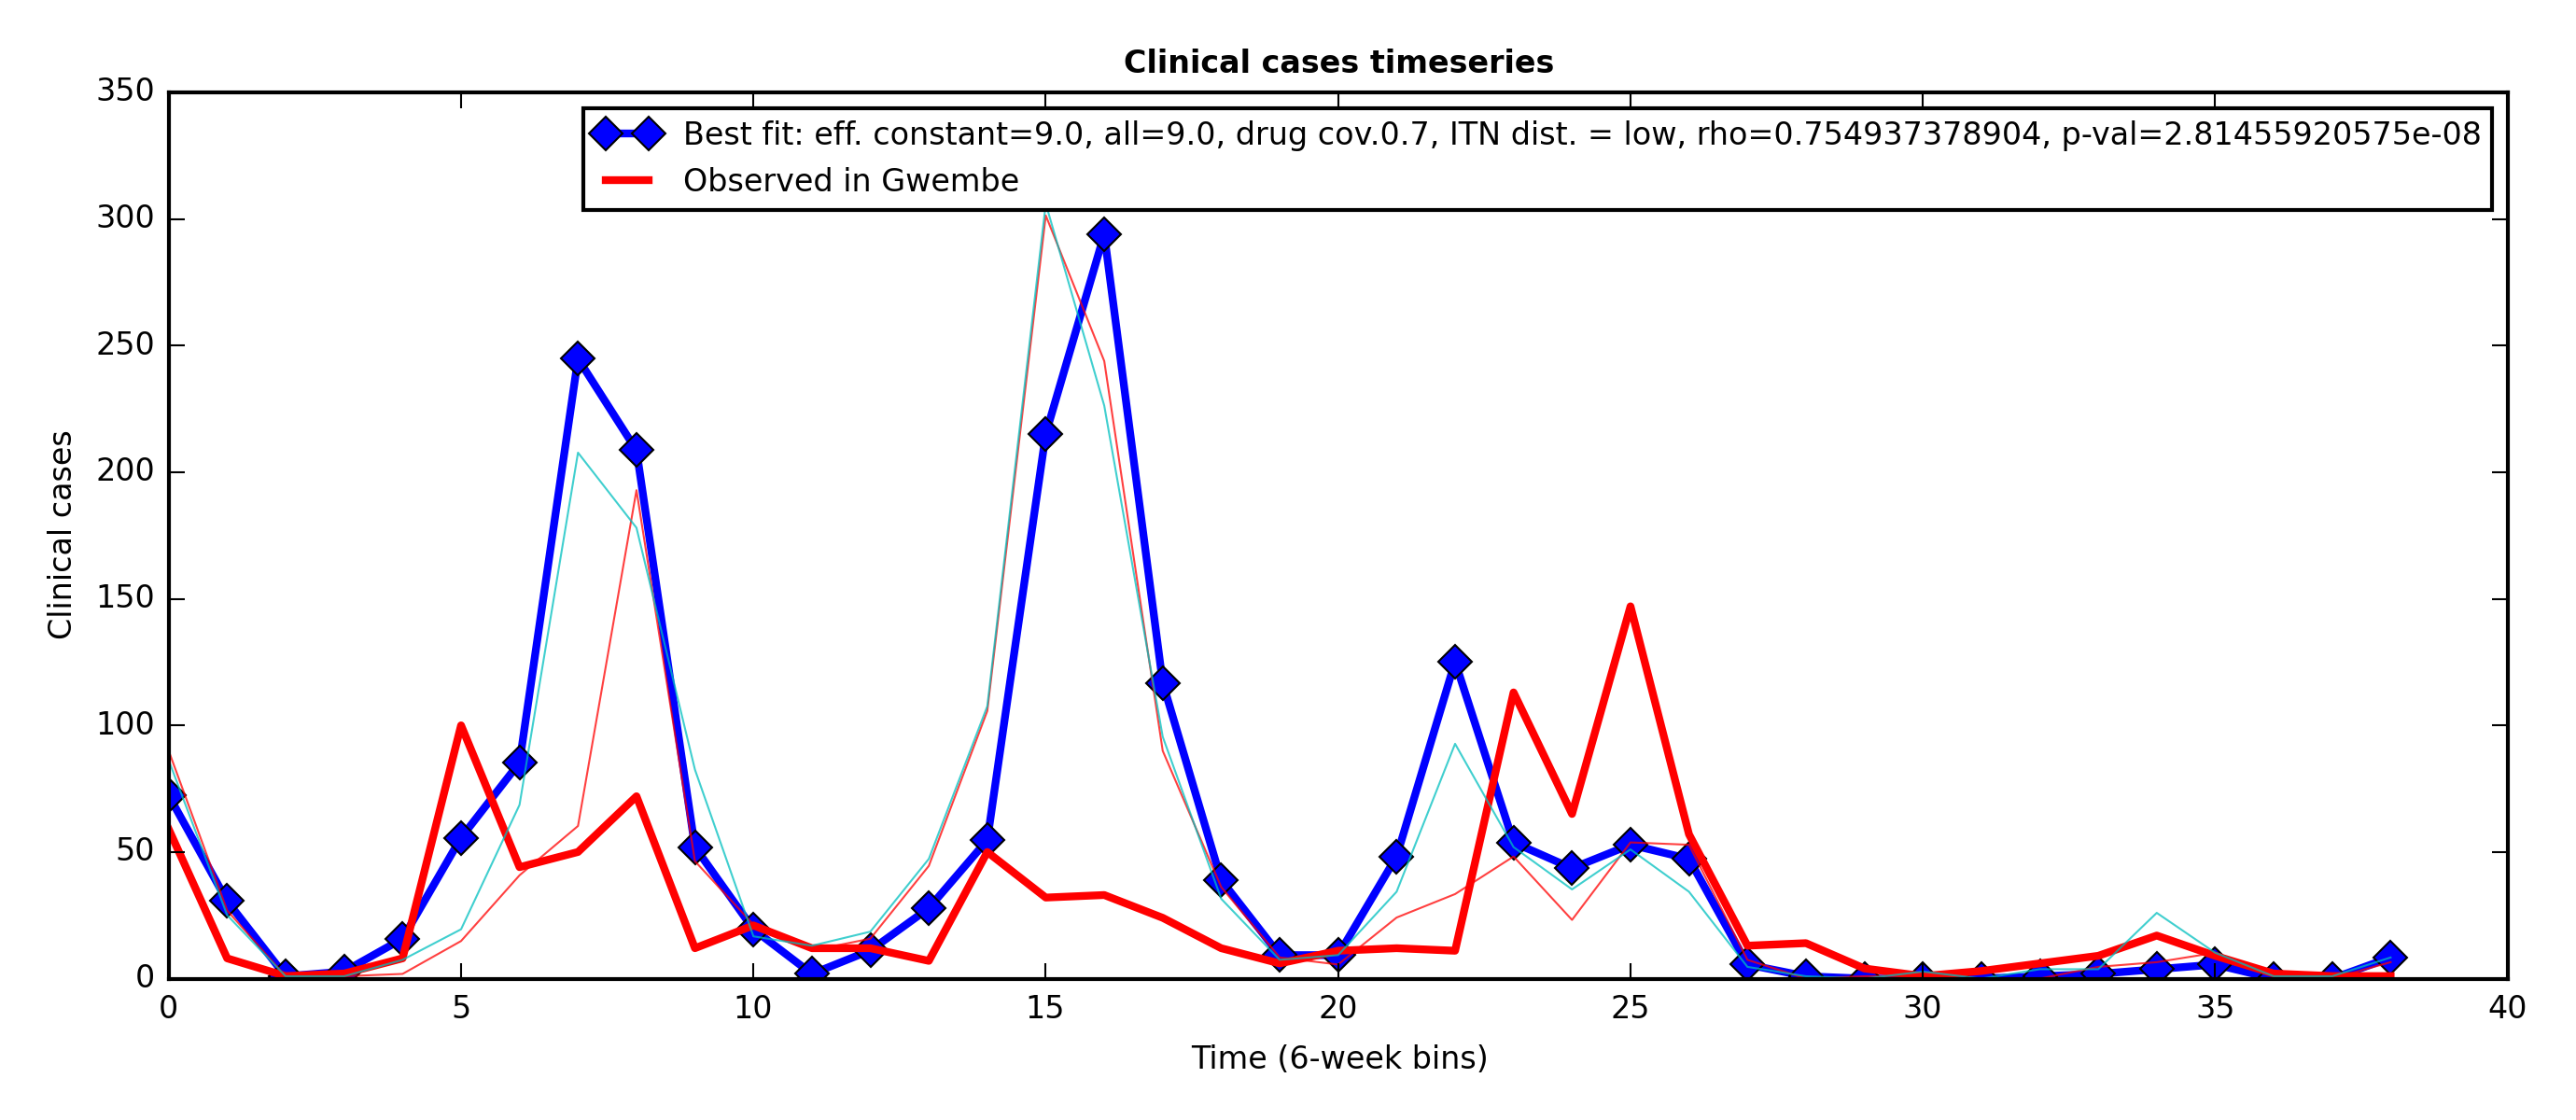 Clinical cases timeseries
350
300
250
200
150
100
50
0
Clinical cases
Best fit: eff. constant=9.0, all=9.0, drug cov.0.7, ITN dist. = low, rho=0.754937378904, p-val=2.81455920575e-08
Observed in Gwembe
0 5 10 15 20 25 30 35 40
Time (6-week bins)